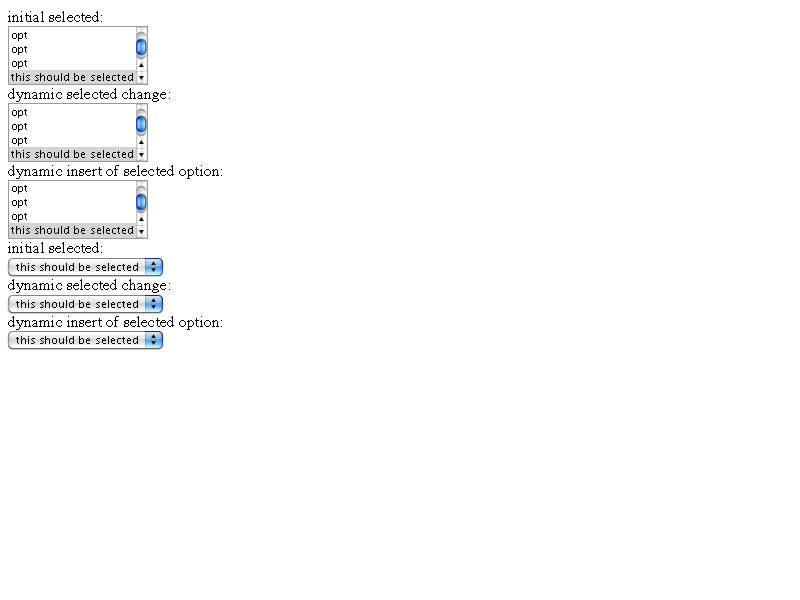 initial selected:
opt
opt
opt
this should be selected
dynamic selected change:
opt
opt
opt
this should be selected
dynamic insert of selected option:
opt
opt
opt
this should be selected
initial selected:
this should be selected
dynamic selected change:
this should be selected
dynamic insert of selected option:
this should be selected